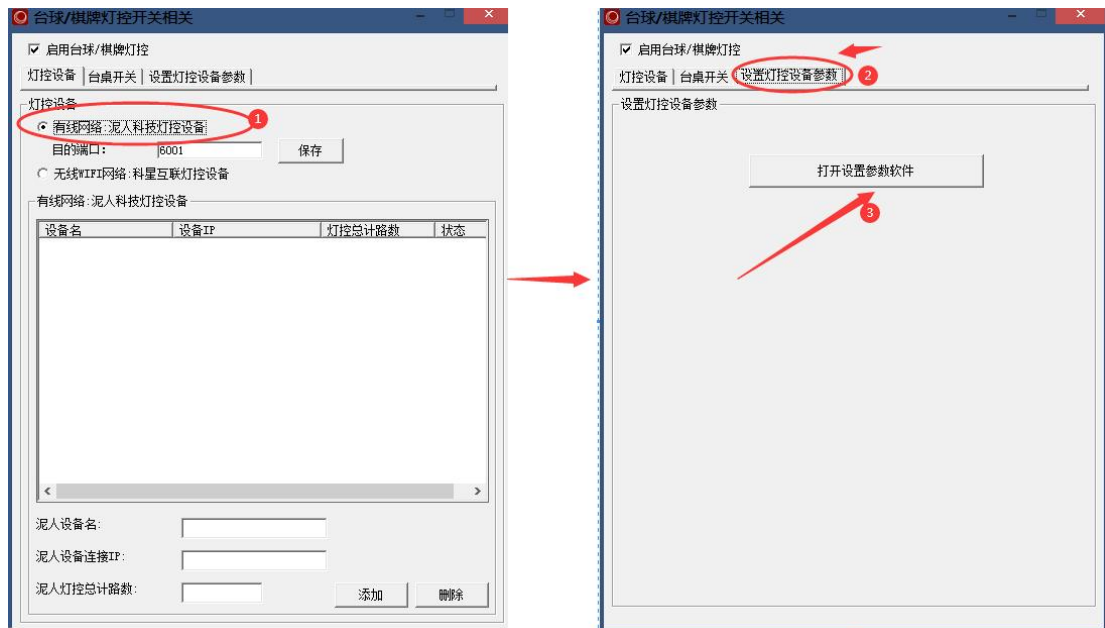 台球/棋牌灯控开关相关
启用台球/棋牌灯控
灯控设备 台桌开关 设置灯控设备参数
灯控设备
有线网络:泥人科技灯控设备
1
目的端口: 6001 保存
无线WIFI网络:科星互联灯控设备
有线网络:泥人科技灯控设备
设备名 设备IP 灯控总计路数 状态
泥人设备名:
泥人设备连接IP:
泥人灯控总计路数:
添加 删除
台球/棋牌灯控开关相关
启用台球/棋牌灯控
灯控设备 台桌开关 设置灯控设备参数 2
设置灯控设备参数
打开设置参数软件
3